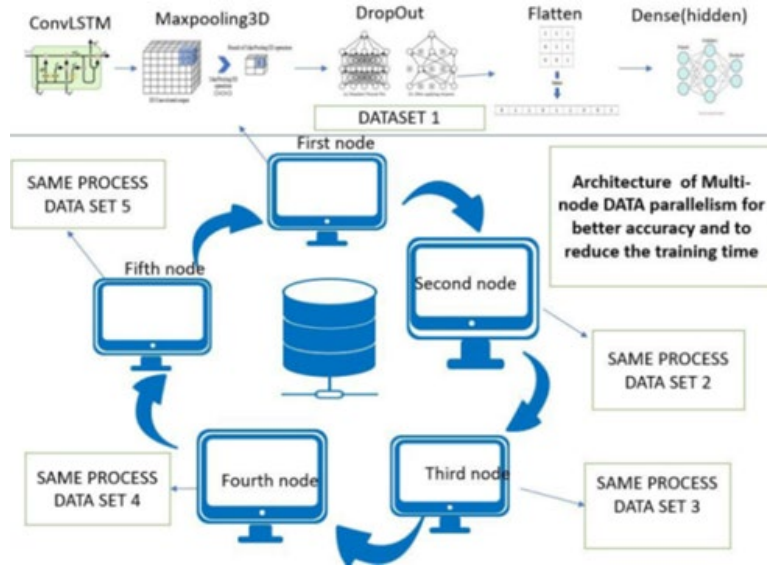 ConvLSTM
Maxpooling3D
DropOut
Flatten
Dense(hidden)
DATASET 1
First node
SAME PROCESS
DATA SET 5
Architecture of Multi-
node DATA parallelism for
better accuracy and to
reduce the training time
Fifth node
Second node
SAME PROCESS
DATA SET 2
SAME PROCESS
DATA SET 4
Fourth node
Third node
SAME PROCESS
DATA SET 3